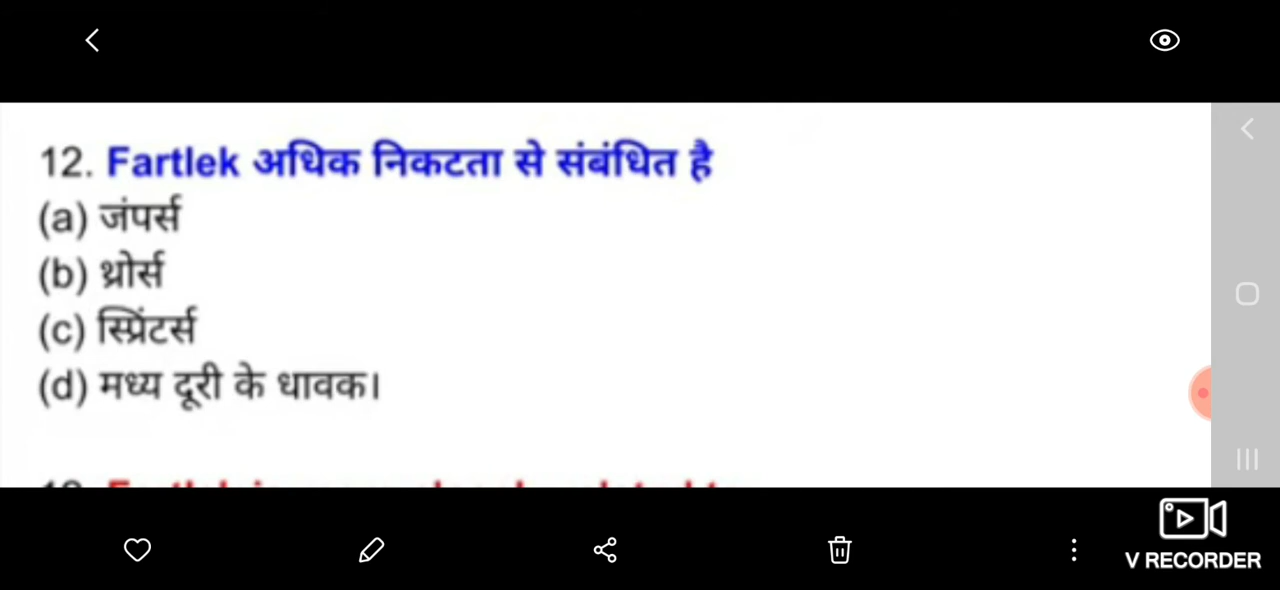 12. Fartlek अधिक निकटता से संबंधित है
(a) जंपर्स
(b) थ्रोर्स
(c) स्प्रिंटर्स
(d) मध्य दूरी के धावक।
V RECORDER